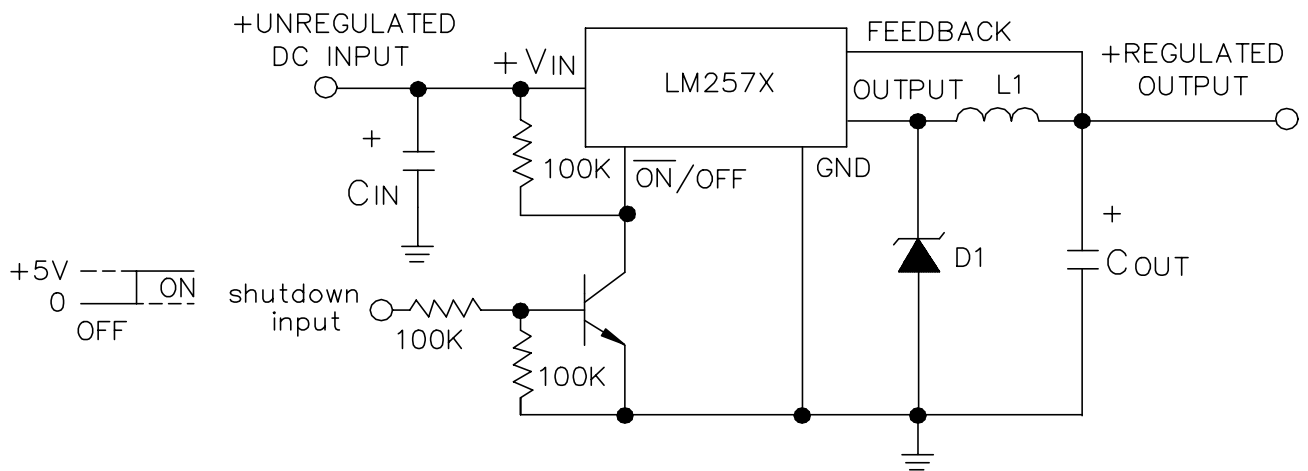 +UNREGULATED
DC INPUT
+VIN
LM257X
FEEDBACK
+REGULATED
OUTPUT
OUTPUT
L1
+
CIN
100K
ON/OFF
GND
+
COUT
D1
+5V
0
ON
OFF
shutdown
input
100K
100K